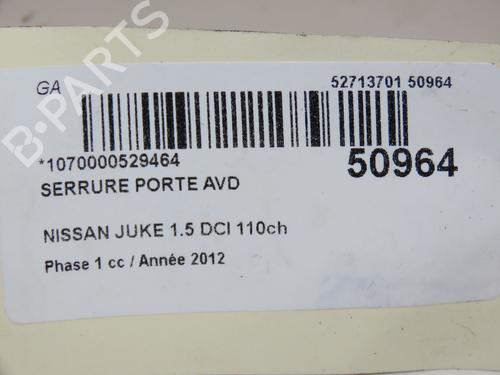 B-PARTS
GA
52713701 50964
*1070000529464
50964
SERRURE PORTE AVD
NISSAN JUKE 1.5 DCI 110ch
Phase 1 cc / Année 2012